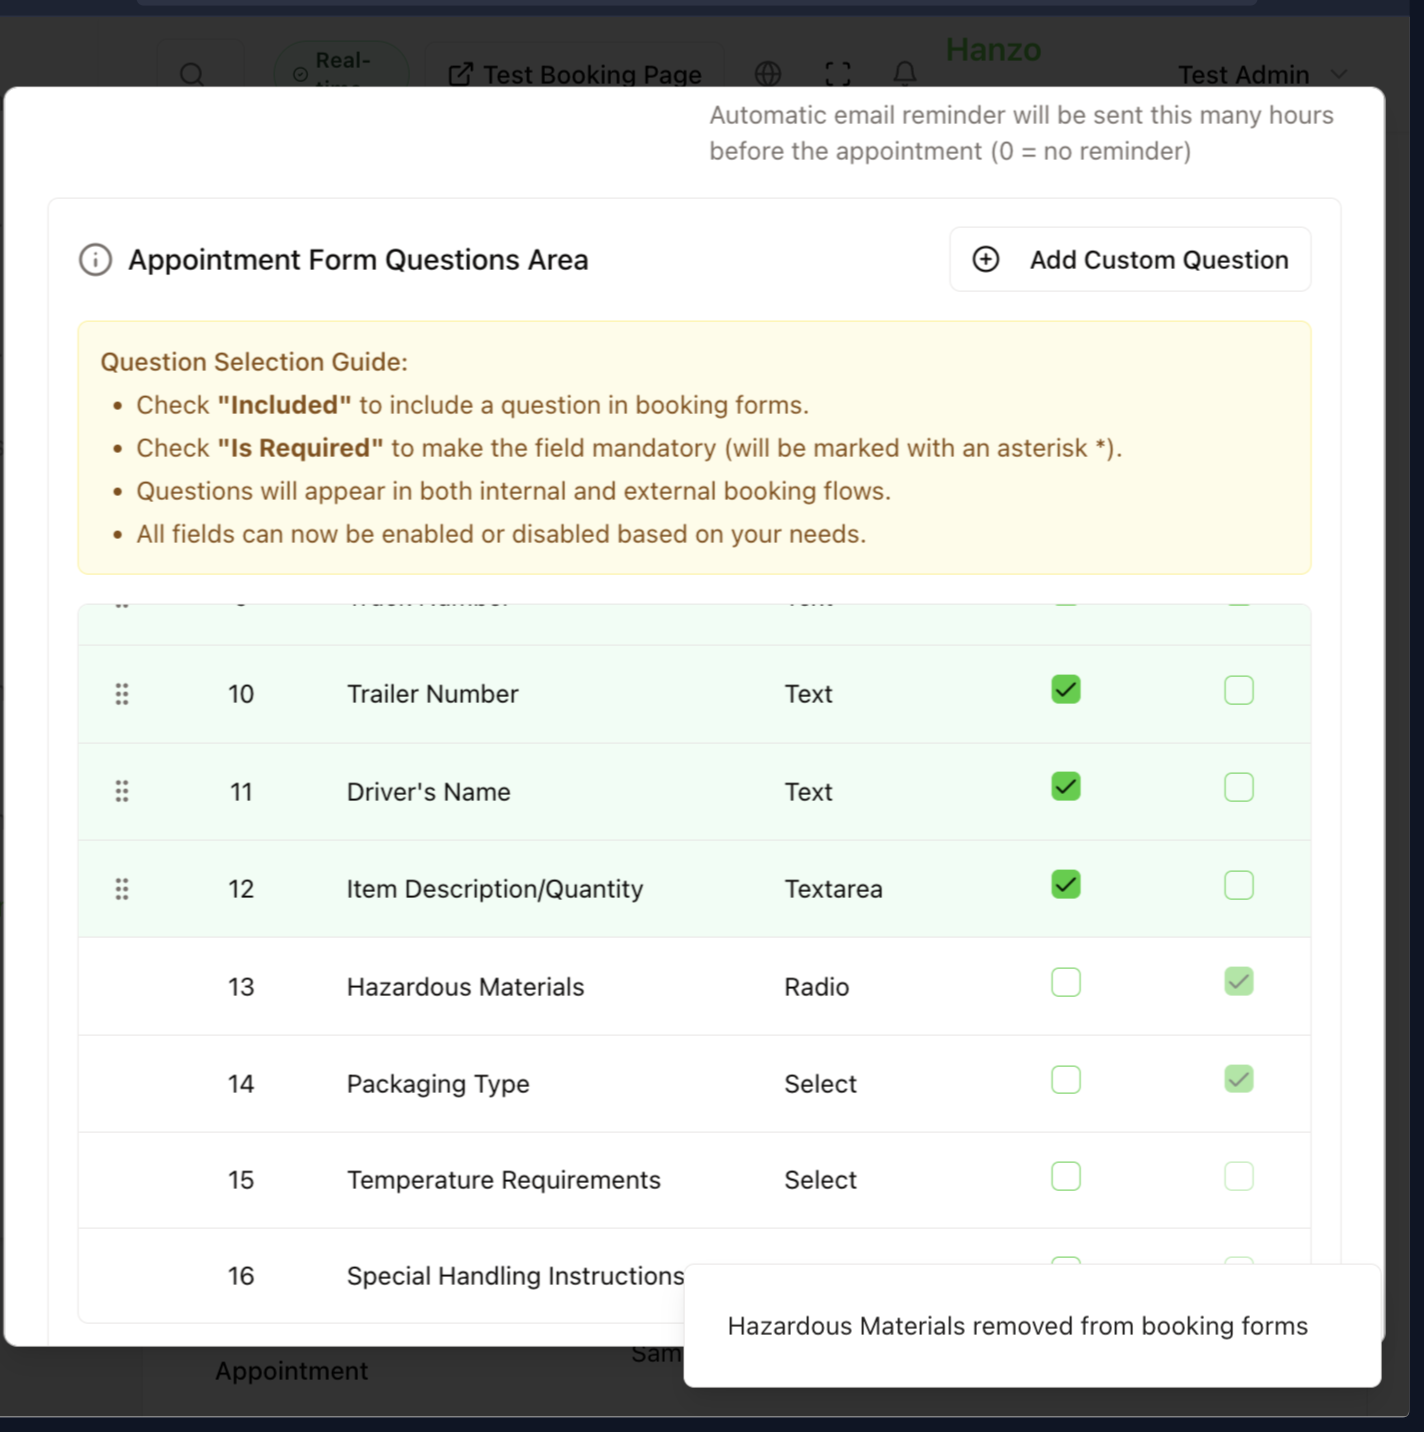 Hanzo
Real-
Test Booking Page
Test Admin
Automatic email reminder will be sent this many hours
before the appointment (0 = no reminder)
Appointment Form Questions Area
Add Custom Question
Question Selection Guide:
• Check "Included" to include a question in booking forms.
• Check "Is Required" to make the field mandatory (will be marked with an asterisk *).
• Questions will appear in both internal and external booking flows.
• All fields can now be enabled or disabled based on your needs.
10 Trailer Number Text
11 Driver's Name Text
12 Item Description/Quantity Textarea
13 Hazardous Materials Radio
14 Packaging Type Select
15 Temperature Requirements Select
16 Special Handling Instructions
Hazardous Materials removed from booking forms
Sam
Appointment